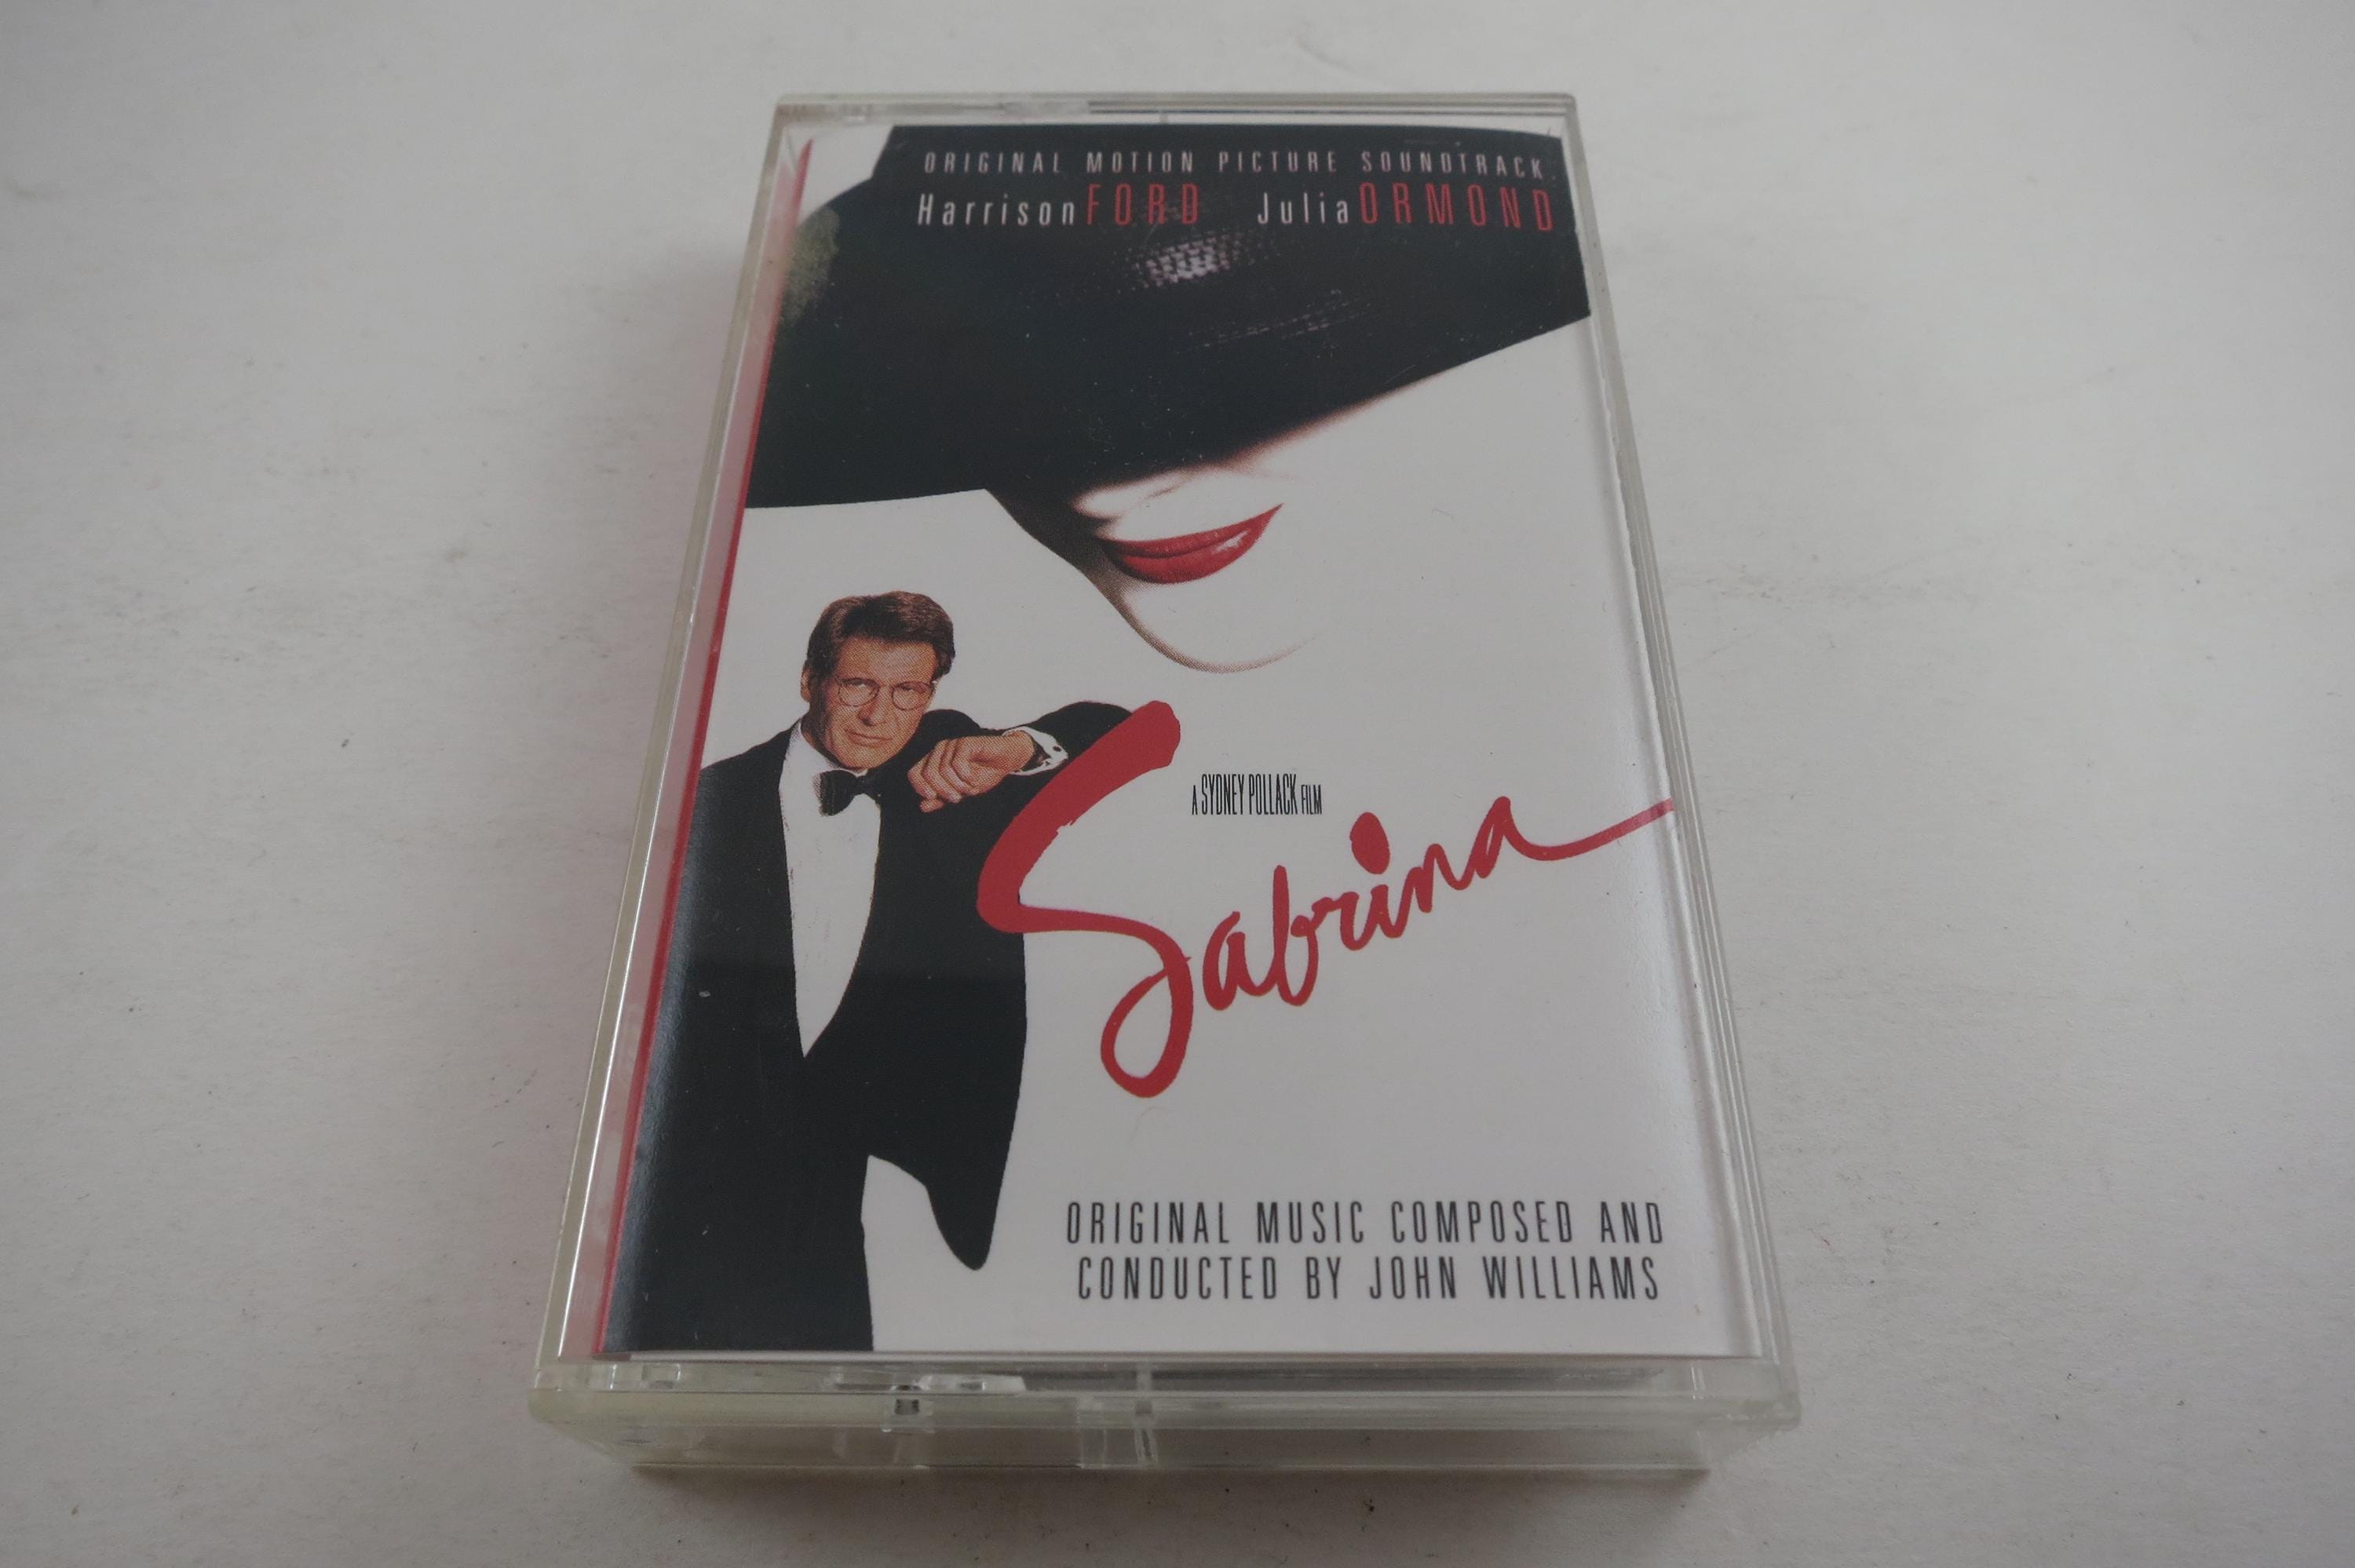 ORIGINAL MOTION PICTURE SOUNDTRACK
Harrison FORD Julia ORMOND
A SYDNEY POLLACK FILM
Sabrina
ORIGINAL MUSIC COMPOSED AND
CONDUCTED BY JOHN WILLIAMS